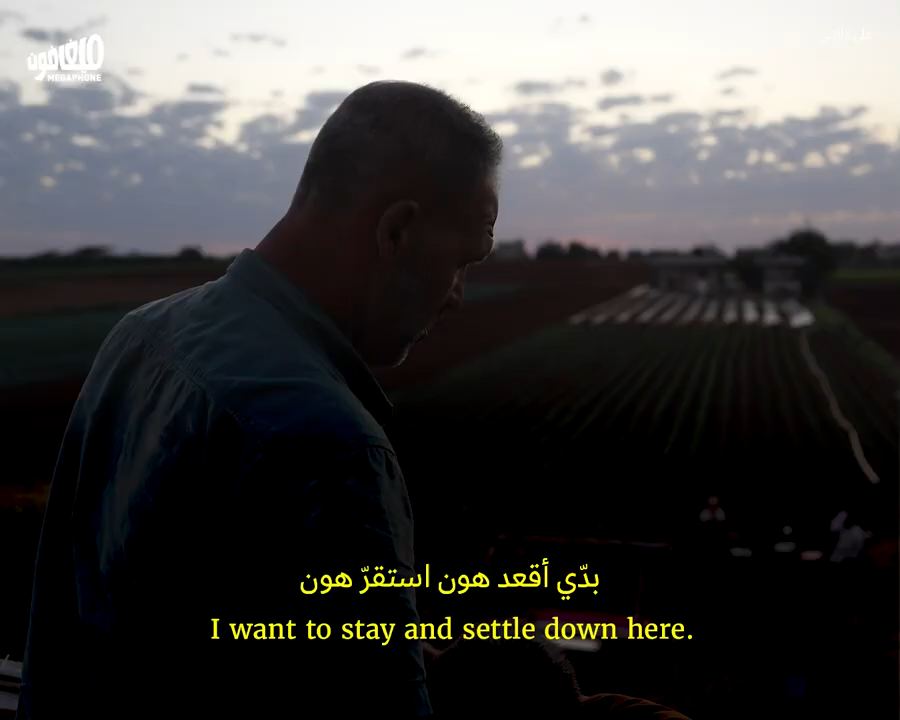 ميغافون
MEGAPHONE
بدّي أقعد هون استقرّ هون
I want to stay and settle down here.